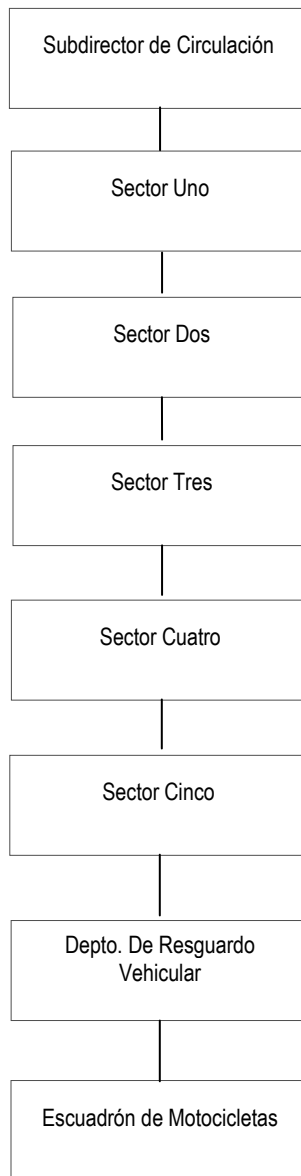 Subdirector de Circulación
Sector Uno
Sector Dos
Sector Tres
Sector Cuatro
Sector Cinco
Depto. De Resguardo
Vehicular
Escuadrón de Motocicletas